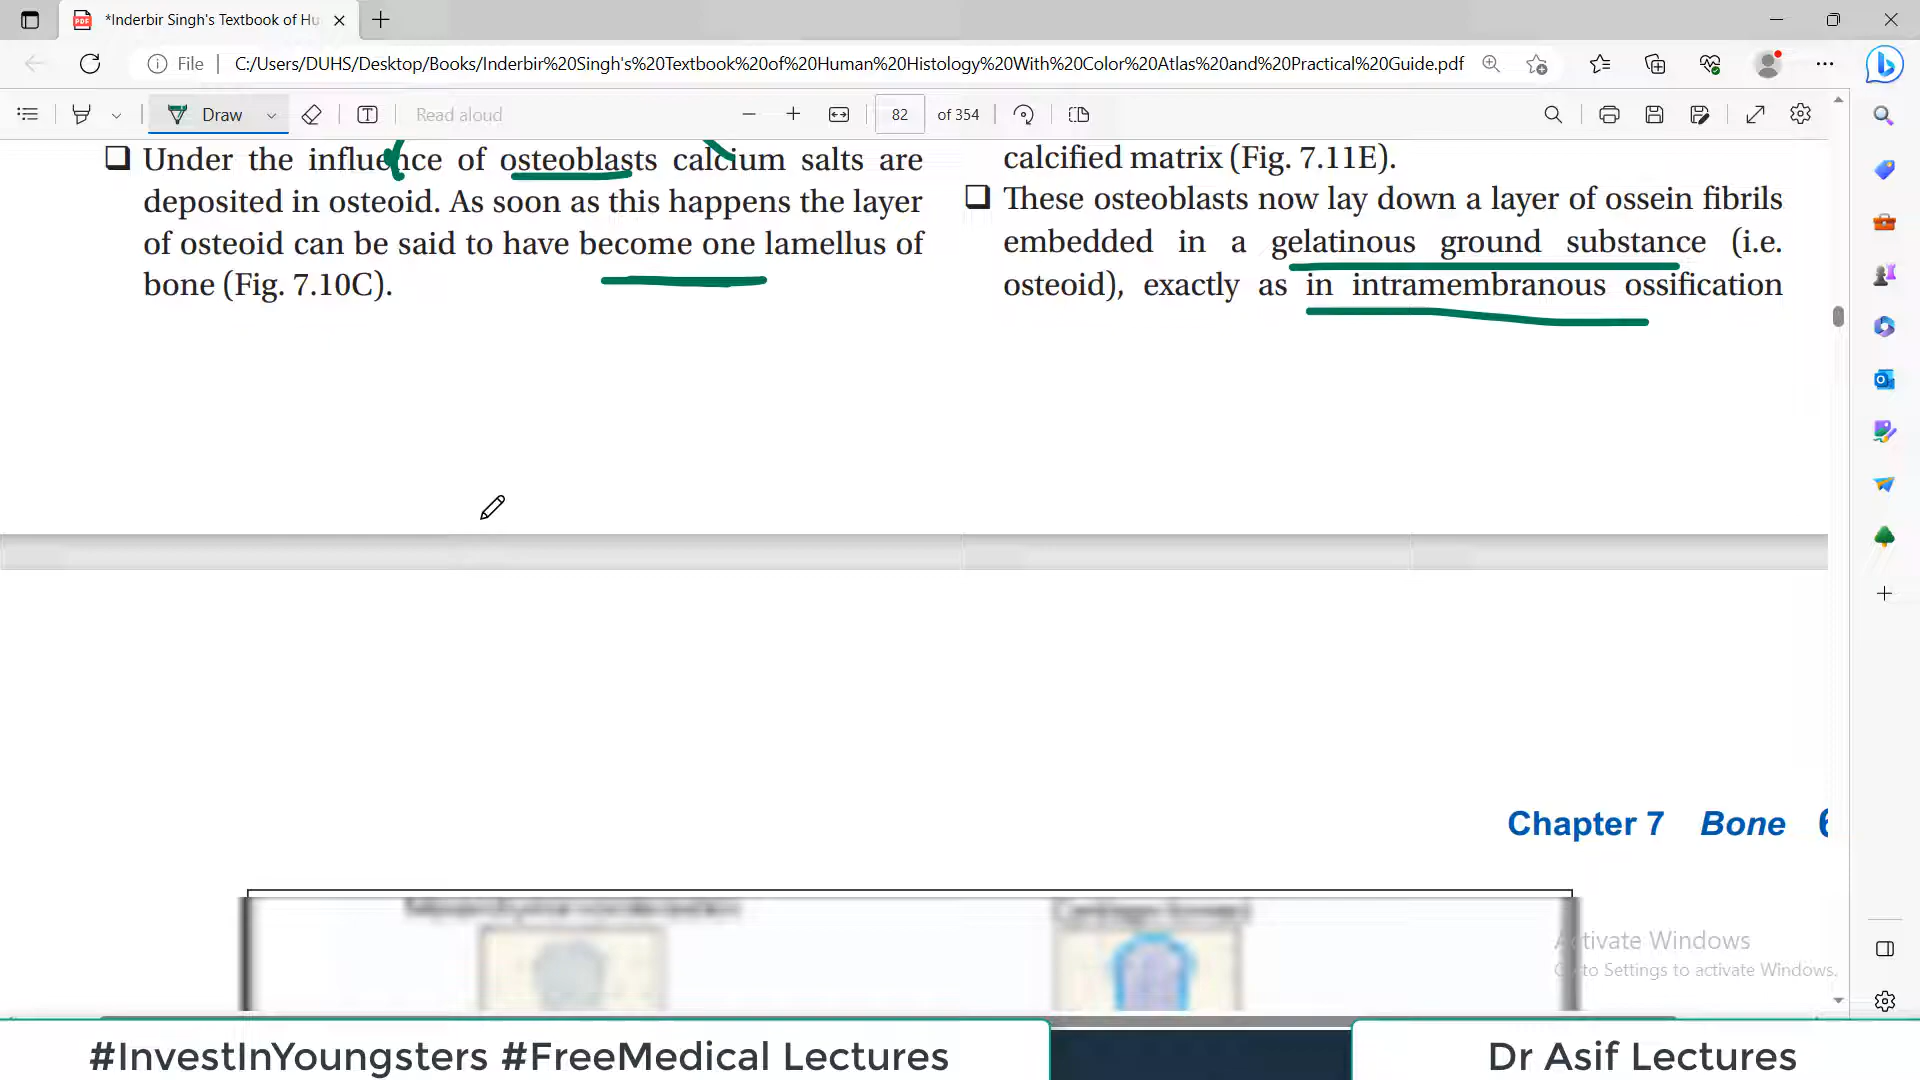 *Inderbir Singh's Textbook of Hu
File
C:/Users/DUHS/Desktop/Books/Inderbir%20Singh's%20Textbook%20of%20Human%20Histology%20With%20Color%20Atlas%20and%20Practical%20Guide.pdf
Draw
Read aloud
82 of 354
❑ Under the influence of osteoblasts calcium salts are
deposited in osteoid. As soon as this happens the layer
of osteoid can be said to have become one lamellus of
bone (Fig. 7.10C).
calcified matrix (Fig. 7.11E).
❑ These osteoblasts now lay down a layer of ossein fibrils
embedded in a gelatinous ground substance (i.e.
osteoid), exactly as in intramembranous ossification
Chapter 7 Bone
Activate Windows
Go to Settings to activate Windows.
#InvestInYoungsters #FreeMedical Lectures
Dr Asif Lectures